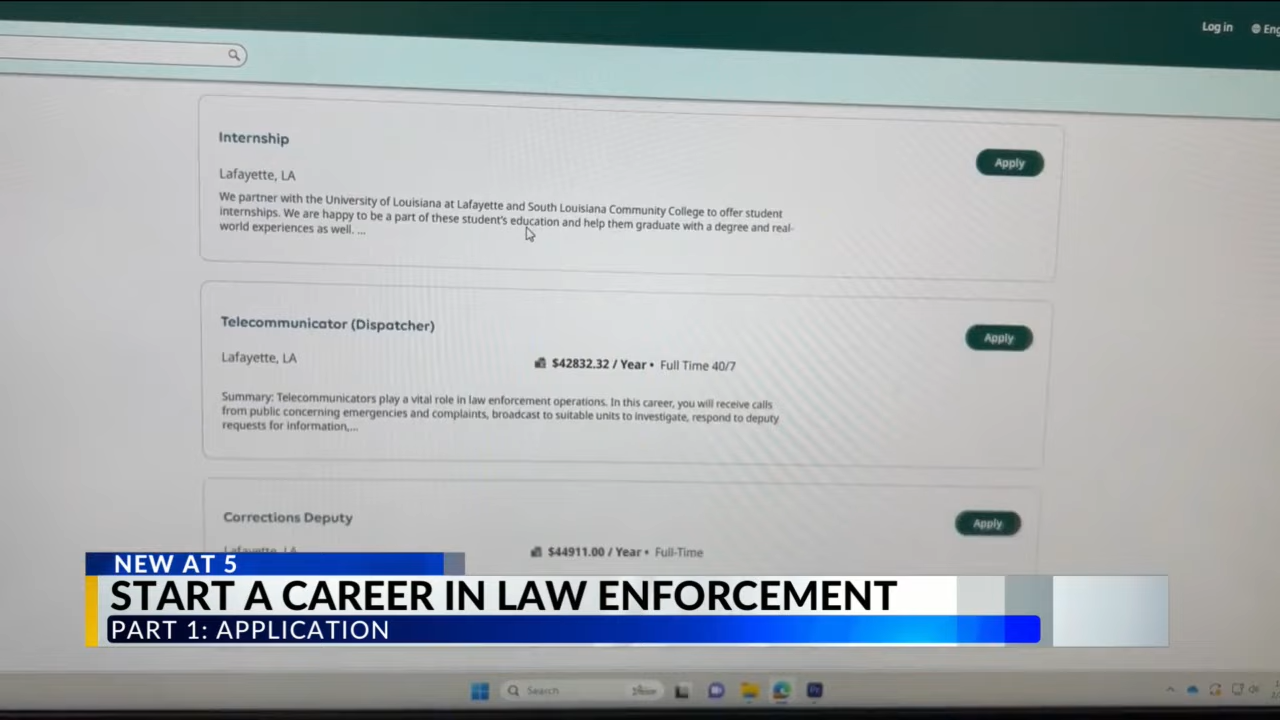 Log in
Eng
Internship
Apply
Lafayette, LA
We partner with the University of Louisiana at Lafayette and South Louisiana Community College to offer student
internships. We are happy to be a part of these student's education and help them graduate with a degree and real-
world experiences as well. ...
Telecommunicator (Dispatcher)
Apply
Lafayette, LA
$42832.32 / Year • Full Time 40/7
Summary: Telecommunicators play a vital role in law enforcement operations. In this career, you will receive calls
from public concerning emergencies and complaints, broadcast to suitable units to investigate, respond to deputy
requests for information,...
Corrections Deputy
Apply
Lafayette, LA
$44911.00 / Year • Full-Time
NEW AT 5
START A CAREER IN LAW ENFORCEMENT
PART 1: APPLICATION
Search